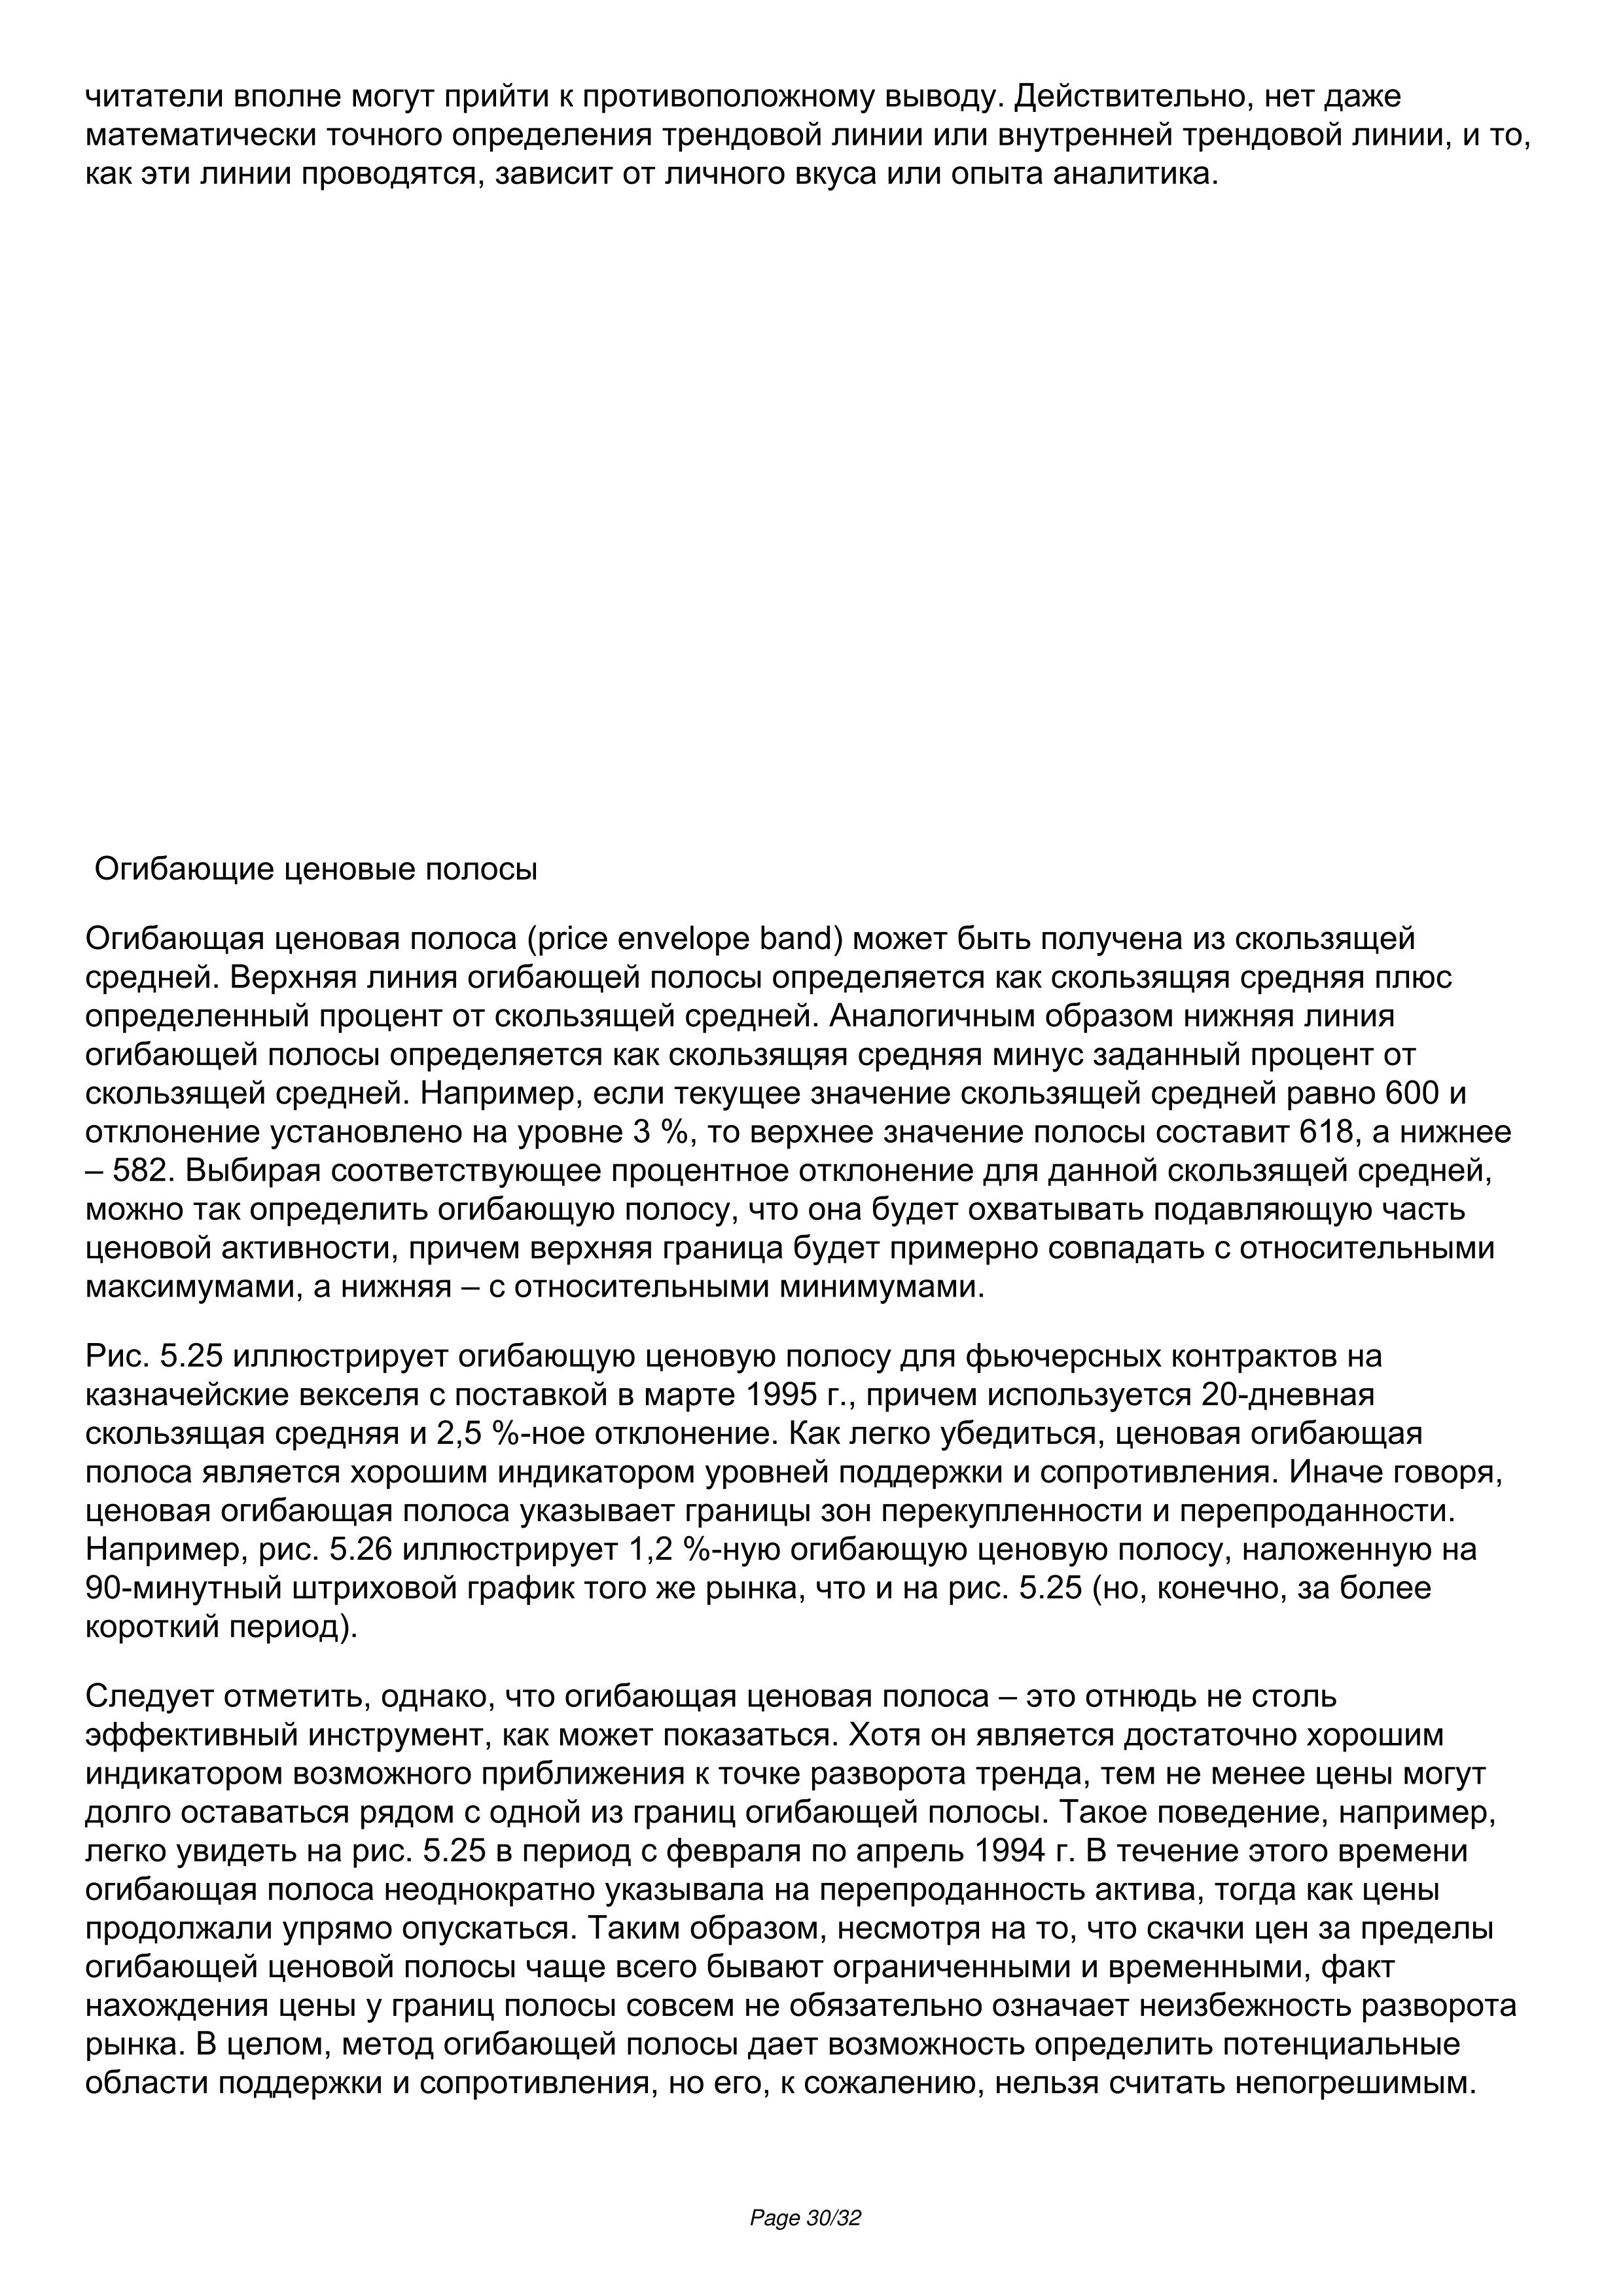 читатели вполне могут прийти к противоположному выводу. Действительно, нет даже
математически точного определения трендовой линии или внутренней трендовой линии, и то,
как эти линии проводятся, зависит от личного вкуса или опыта аналитика.
Огибающие ценовые полосы
Огибающая ценовая полоса (price envelope band) может быть получена из скользящей
средней. Верхняя линия огибающей полосы определяется как скользящяя средняя плюс
определенный процент от скользящей средней. Аналогичным образом нижняя линия
огибающей полосы определяется как скользящяя средняя минус заданный процент от
скользящей средней. Например, если текущее значение скользящей средней равно 600 и
отклонение установлено на уровне 3 %, то верхнее значение полосы составит 618, а нижнее
– 582. Выбирая соответствующее процентное отклонение для данной скользящей средней,
можно так определить огибающую полосу, что она будет охватывать подавляющую часть
ценовой активности, причем верхняя граница будет примерно совпадать с относительными
максимумами, а нижняя – с относительными минимумами.
Рис. 5.25 иллюстрирует огибающую ценовую полосу для фьючерсных контрактов на
казначейские векселя с поставкой в марте 1995 г., причем используется 20-дневная
скользящая средняя и 2,5 %-ное отклонение. Как легко убедиться, ценовая огибающая
полоса является хорошим индикатором уровней поддержки и сопротивления. Иначе говоря,
ценовая огибающая полоса указывает границы зон перекупленности и перепроданности.
Например, рис. 5.26 иллюстрирует 1,2 %-ную огибающую ценовую полосу, наложенную на
90-минутный штриховой график того же рынка, что и на рис. 5.25 (но, конечно, за более
короткий период).
Следует отметить, однако, что огибающая ценовая полоса – это отнюдь не столь
эффективный инструмент, как может показаться. Хотя он является достаточно хорошим
индикатором возможного приближения к точке разворота тренда, тем не менее цены могут
долго оставаться рядом с одной из границ огибающей полосы. Такое поведение, например,
легко увидеть на рис. 5.25 в период с февраля по апрель 1994 г. В течение этого времени
огибающая полоса неоднократно указывала на перепроданность актива, тогда как цены
продолжали упрямо опускаться. Таким образом, несмотря на то, что скачки цен за пределы
огибающей ценовой полосы чаще всего бывают ограниченными и временными, факт
нахождения цены у границ полосы совсем не обязательно означает неизбежность разворота
рынка. В целом, метод огибающей полосы дает возможность определить потенциальные
области поддержки и сопротивления, но его, к сожалению, нельзя считать непогрешимым.
Page 30/32